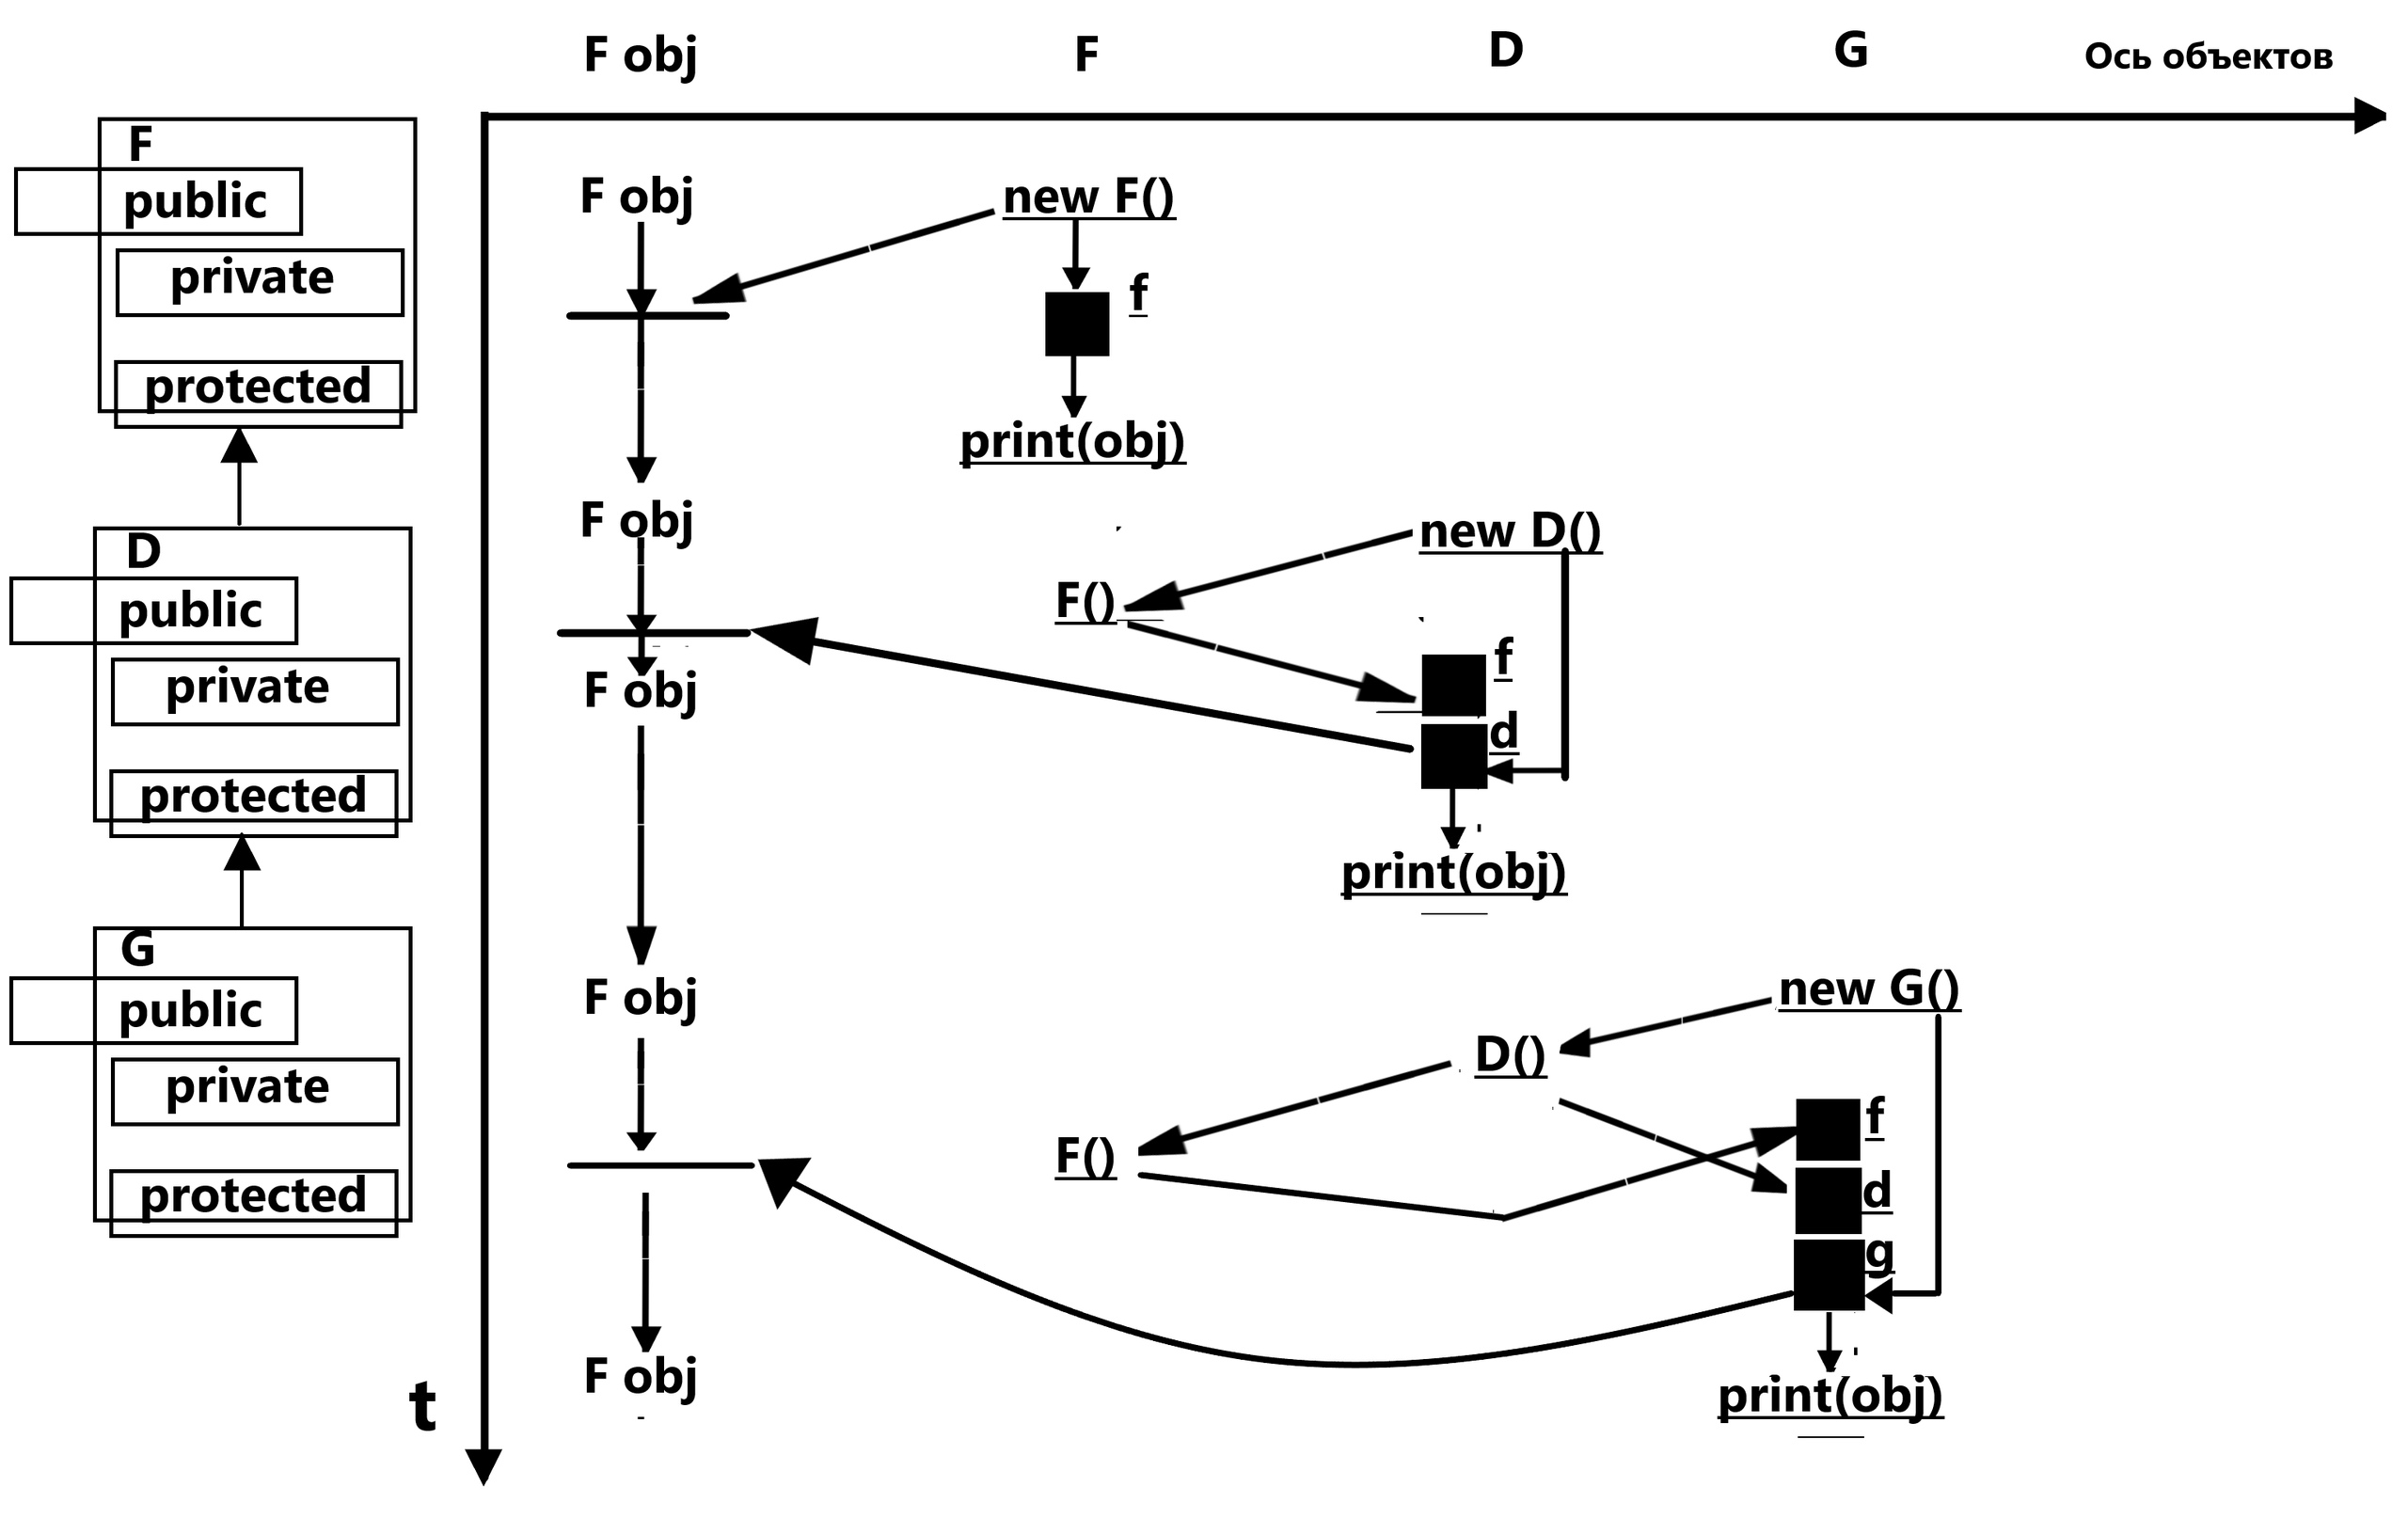 F obj
F
D
G
Ось объектов
F
public
private
protected
D
public
private
protected
G
public
private
protected
t
F obj
new F()
f
print(obj)
F obj
new D()
F()
f
F obj
d
print(obj)
F obj
new G()
D()
F()
f
d
g
F obj
print(obj)